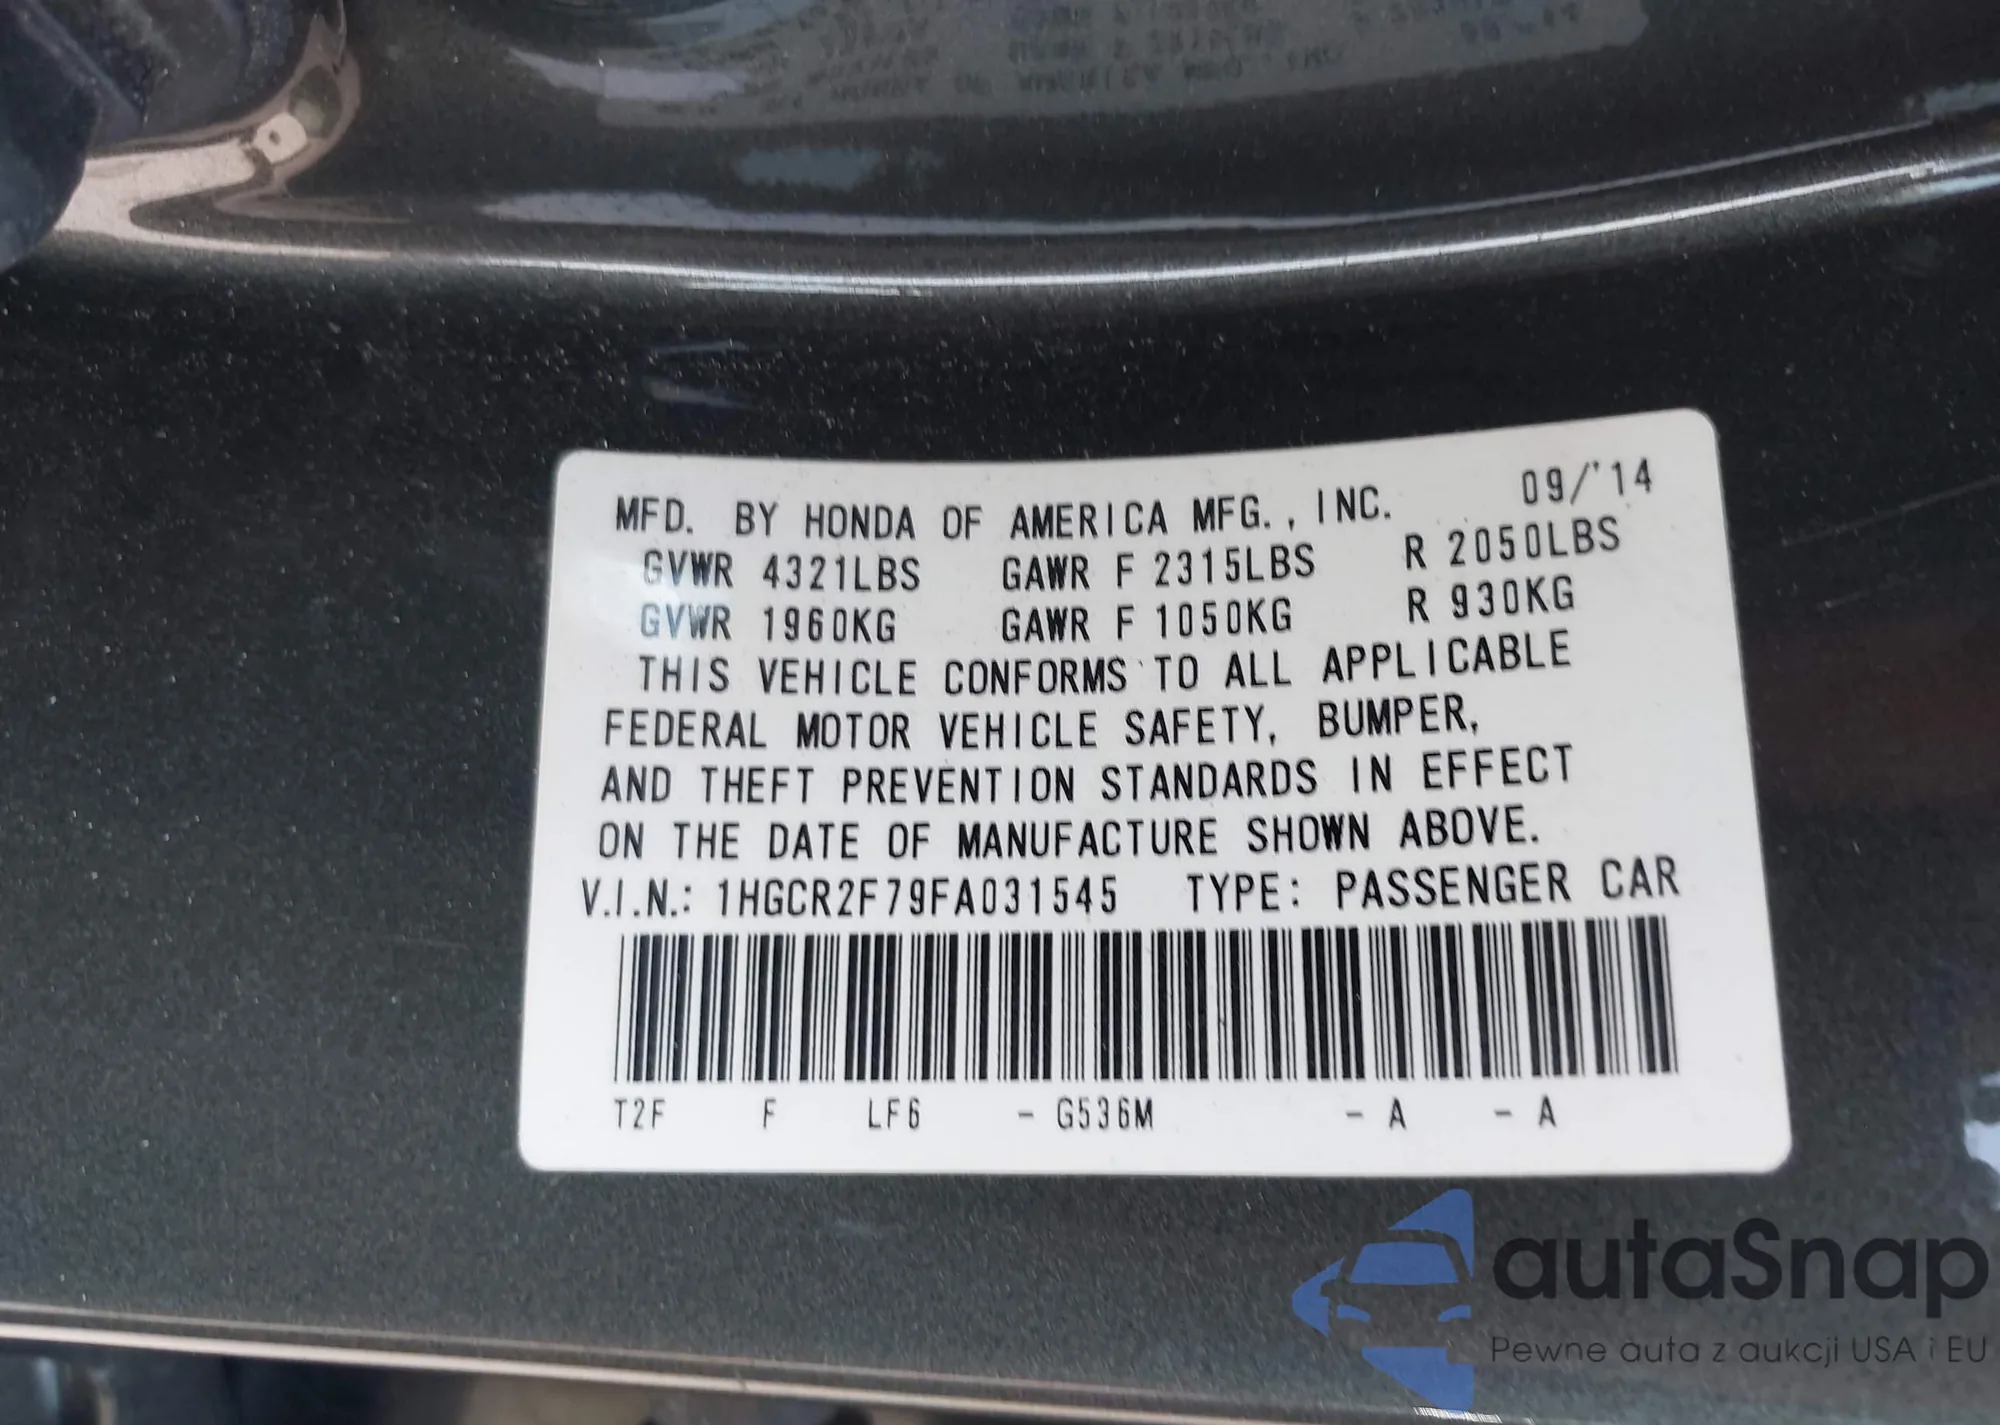 MFD. BY HONDA OF AMERICA MFG., INC. 09/'14
GVWR 4321LBS GAWR F 2315LBS R 2050LBS
GVWR 1960KG GAWR F 1050KG R 930KG
THIS VEHICLE CONFORMS TO ALL APPLICABLE
FEDERAL MOTOR VEHICLE SAFETY, BUMPER,
AND THEFT PREVENTION STANDARDS IN EFFECT
ON THE DATE OF MANUFACTURE SHOWN ABOVE.
V.I.N.: 1HGCR2F79FA031545 TYPE: PASSENGER CAR
T2F F LF6 - G536M - A - A
autaSnap
Pewne auta z aukcji USA i EU